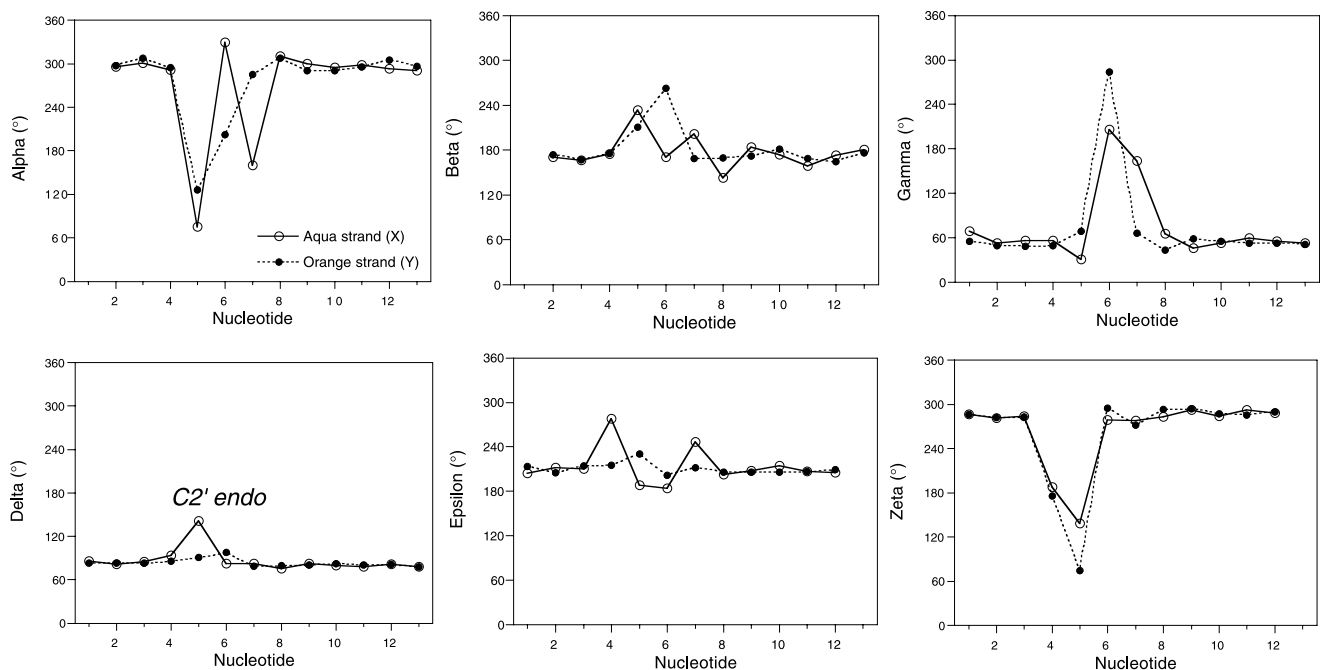 360
300
240
180
120
60
0
Alpha (°)
Aqua strand (X)
Orange strand (Y)
2 4 6 8 10 12
Nucleotide
360
300
240
180
120
60
0
Beta (°)
2 4 6 8 10 12
Nucleotide
360
300
240
180
120
60
0
Gamma (°)
2 4 6 8 10 12
Nucleotide
360
300
240
180
120
60
0
Delta (°)
C2' endo
2 4 6 8 10 12
Nucleotide
360
300
240
180
120
60
0
Epsilon (°)
2 4 6 8 10 12
Nucleotide
360
300
240
180
120
60
0
Zeta (°)
2 4 6 8 10 12
Nucleotide